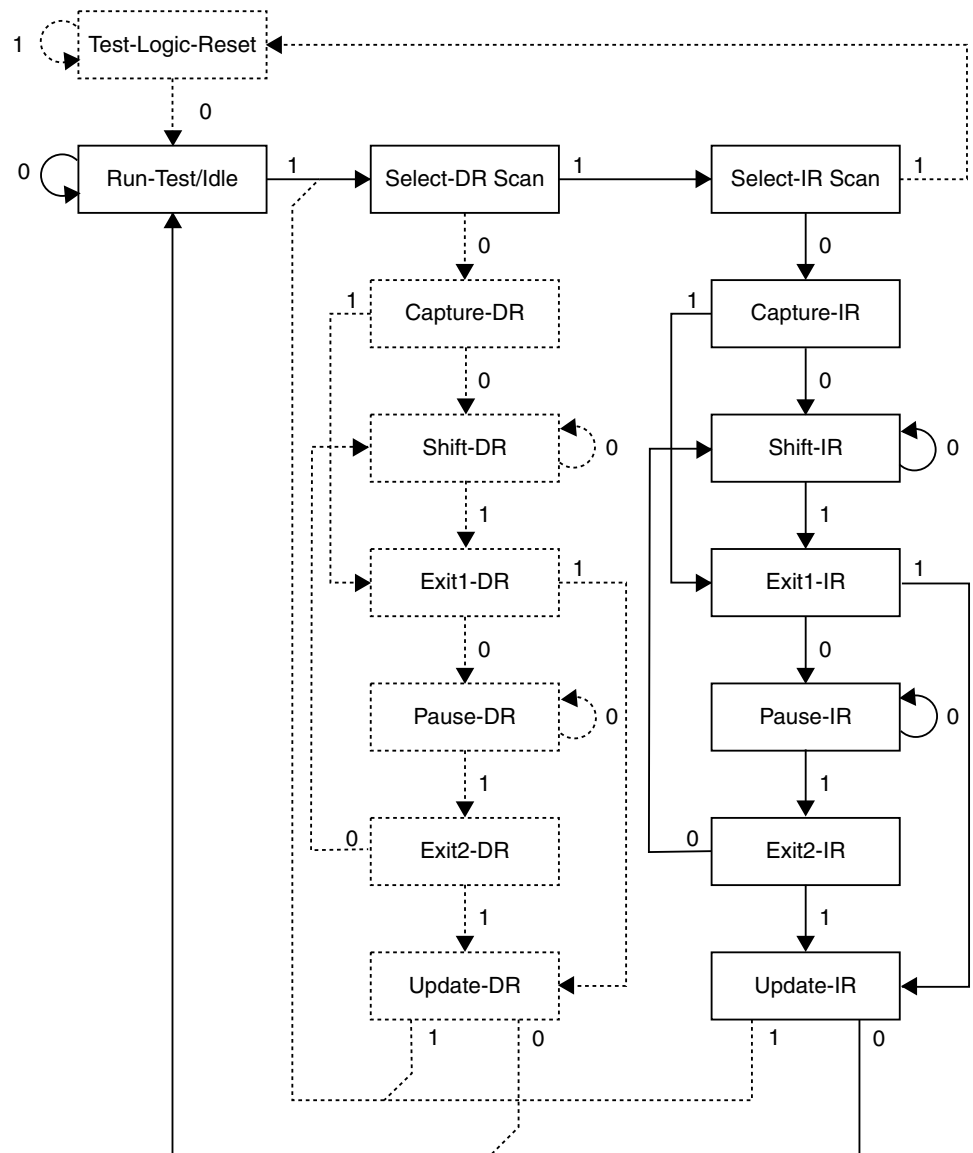 1 Test-Logic-Reset
0
0 Run-Test/Idle 1 Select-DR Scan 1 Select-IR Scan 1
0 0
1 Capture-DR 1 Capture-IR
0 0
Shift-DR 0 Shift-IR 0
1 1
Exit1-DR 1 Exit1-IR 1
0 0
Pause-DR 0 Pause-IR 0
1 1
0 Exit2-DR 0 Exit2-IR
1 1
Update-DR Update-IR
1 0 1 0